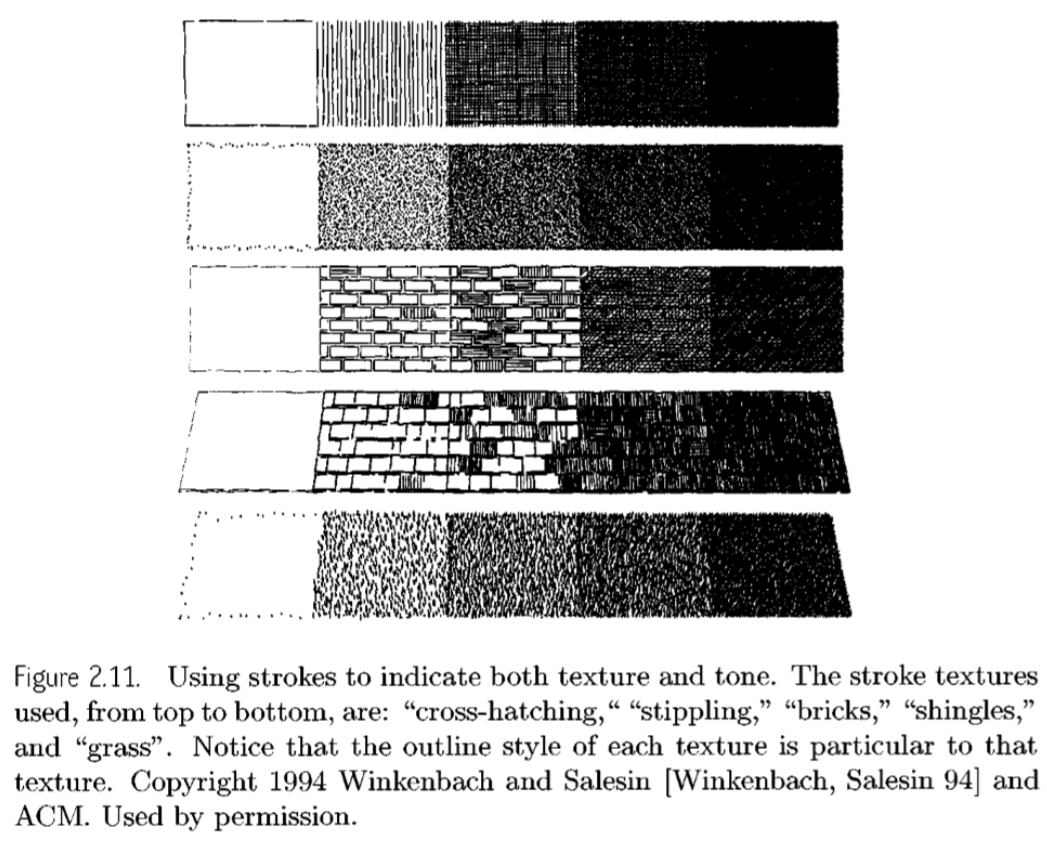 Figure 2.11. Using strokes to indicate both texture and tone. The stroke textures
used, from top to bottom, are: “cross-hatching,“ “stippling,” “bricks,” “shingles,”
and “grass”. Notice that the outline style of each texture is particular to that
texture. Copyright 1994 Winkenbach and Salesin [Winkenbach, Salesin 94] and
ACM. Used by permission.